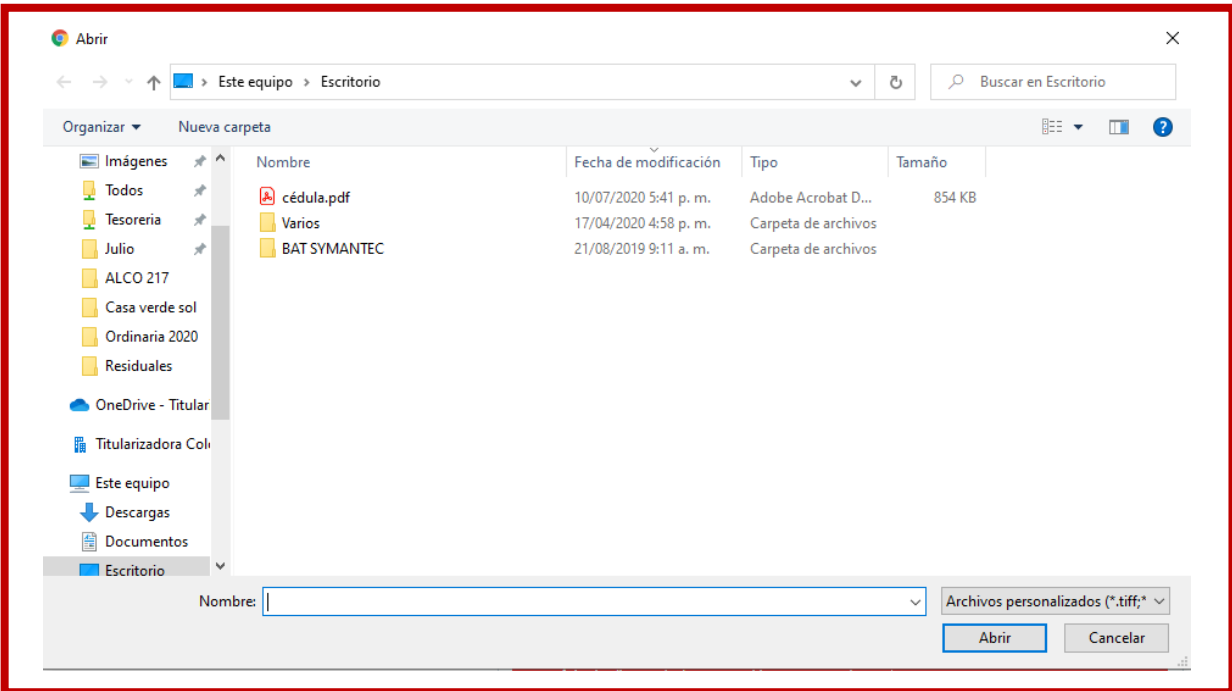 Abrir
Este equipo > Escritorio
Buscar en Escritorio
Organizar
Nueva carpeta
Nombre Fecha de modificación Tipo Tamaño
cédula.pdf 10/07/2020 5:41 p. m. Adobe Acrobat D... 854 KB
Varios 17/04/2020 4:58 p. m. Carpeta de archivos
BAT SYMANTEC 21/08/2019 9:11 a. m. Carpeta de archivos
Imágenes
Todos
Tesoreria
Julio
ALCO 217
Casa verde sol
Ordinaria 2020
Residuales
OneDrive - Titular
Titularizadora Col
Este equipo
Descargas
Documentos
Escritorio
Nombre:
Archivos personalizados (*.tiff;*
Abrir
Cancelar